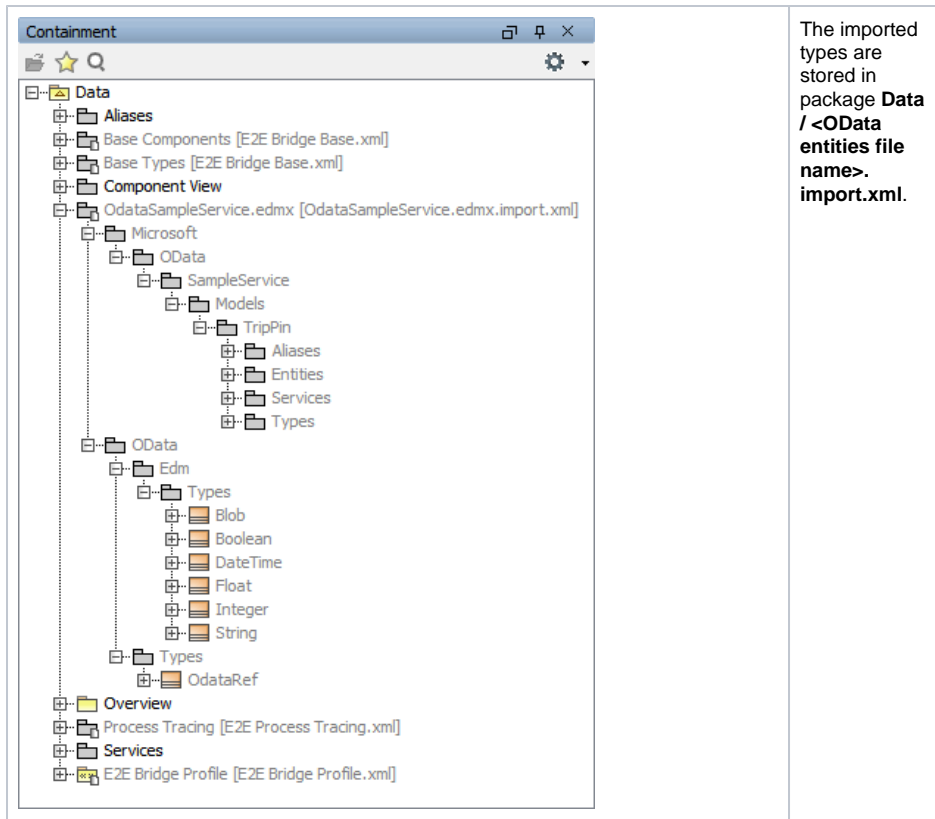 Containment
Data
Aliases
Base Components [E2E Bridge Base.xml]
Base Types [E2E Bridge Base.xml]
Component View
OdataSampleService.edmx [OdataSampleService.edmx.import.xml]
Microsoft
OData
SampleService
Models
TripPin
Aliases
Entities
Services
Types
OData
Edm
Types
Blob
Boolean
DateTime
Float
Integer
String
Types
OdataRef
Overview
Process Tracing [E2E Process Tracing.xml]
Services
E2E Bridge Profile [E2E Bridge Profile.xml]
The imported
types are
stored in
package Data
/ <OData
entities file
name>.
import.xml.